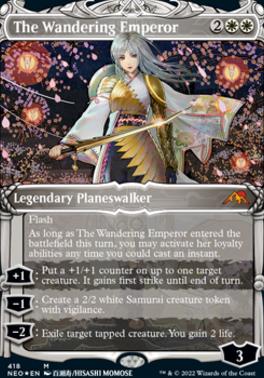 The Wandering Emperor 2
Legendary Planeswalker
Flash
As long as The Wandering Emperor entered the
battlefield this turn, you may activate her loyalty
abilities any time you could cast an instant.
+1 Put a +1/+1 counter on up to one target
creature. It gains first strike until end of turn.
-1 Create a 2/2 white Samurai creature token
with vigilance.
-2 Exile target tapped creature. You gain 2 life.
3
418 M
NEO EN 百瀬寿/HISASHI MOMOSE ™ & © 2022 Wizards of the Coast